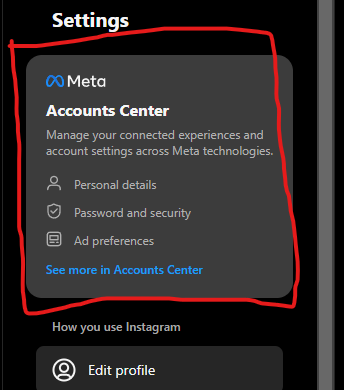 Settings
Meta
Accounts Center
Manage your connected experiences and
account settings across Meta technologies.
Personal details
Password and security
Ad preferences
See more in Accounts Center
How you use Instagram
Edit profile